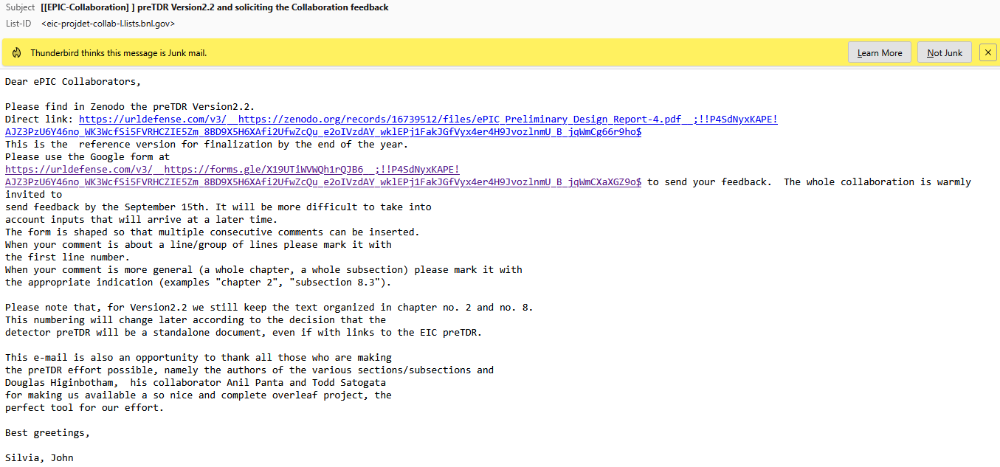 Subject [[EPIC-Collaboration] ] preTDR Version2.2 and soliciting the Collaboration feedback
List-ID <eic-projdet-collab-l.lists.bnl.gov>
Thunderbird thinks this message is Junk mail.
Learn More
Not Junk
Dear ePIC Collaborators,
Please find in Zenodo the preTDR Version2.2.
Direct link: https://urldefense.com/v3/__https://zenodo.org/records/16739512/files/ePIC_Preliminary_Design_Report-4.pdf__;!!P4SdNyxKAPE!
AJZ3PzU6Y46no_WK3WcfSi5FVRHCZIE5Zm_8BD9X5H6XAfi2UfwZcQu_e2oIVzdAY_wklEPj1FakJGfVyx4er4H9JvozlnmU_B_jqWmCg66r9ho$
This is the  reference version for finalization by the end of the year.
Please use the Google form at
https://urldefense.com/v3/__https://forms.gle/X19UTiWVWQh1rQJB6__;!!P4SdNyxKAPE!
AJZ3PzU6Y46no_WK3WcfSi5FVRHCZIE5Zm_8BD9X5H6XAfi2UfwZcQu_e2oIVzdAY_wklEPj1FakJGfVyx4er4H9JvozlnmU_B_jqWmCXaXGZ9o$ to send your feedback.  The whole collaboration is warmly
invited to
send feedback by the September 15th. It will be more difficult to take into
account inputs that will arrive at a later time.
The form is shaped so that multiple consecutive comments can be inserted.
When your comment is about a line/group of lines please mark it with
the first line number.
When your comment is more general (a whole chapter, a whole subsection) please mark it with
the appropriate indication (examples "chapter 2", "subsection 8.3").
Please note that, for Version2.2 we still keep the text organized in chapter no. 2 and no. 8.
This numbering will change later according to the decision that the
detector preTDR will be a standalone document, even if with links to the EIC preTDR.
This e-mail is also an opportunity to thank all those who are making
the preTDR effort possible, namely the authors of the various sections/subsections and
Douglas Higinbotham,  his collaborator Anil Panta and Todd Satogata
for making us available a so nice and complete overleaf project, the
perfect tool for our effort.
Best greetings,
Silvia, John